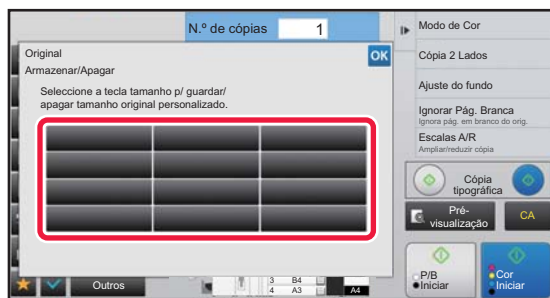 N.º de cópias 1
Original
OK
Armazenar/Apagar
Seleccione a tecla tamanho p/ guardar/
apagar tamanho original personalizado.
Outros
3 B4
4 A3
A4
Modo de Cor
Cópia 2 Lados
Ajuste do fundo
Ignorar Pág. Branca
Ignora pág. em branco do orig.
Escalas A/R
Ampliar/reduzir cópia
Cópia
tipográfica
Pré-
visualização
CA
P/B
Iniciar
Cor
Iniciar